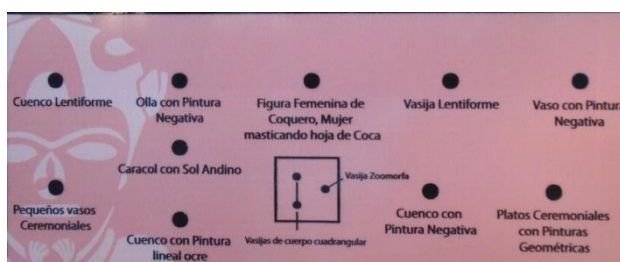 Cuenco Lentiforme
Olla con Pintura
Negativa
Figura Femenina de
Coquero, Mujer
masticando hoja de Coca
Vasija Lentiforme
Vaso con Pintura
Negativa
Caracol con Sol Andino
Pequeños vasos
Ceremoniales
Cuenco con Pintura
lineal ocre
Vasija Zoomorfa
Vasijas de cuerpo cuadrangular
Cuenco con
Pintura Negativa
Platos Ceremoniales
con Pinturas
Geométricas